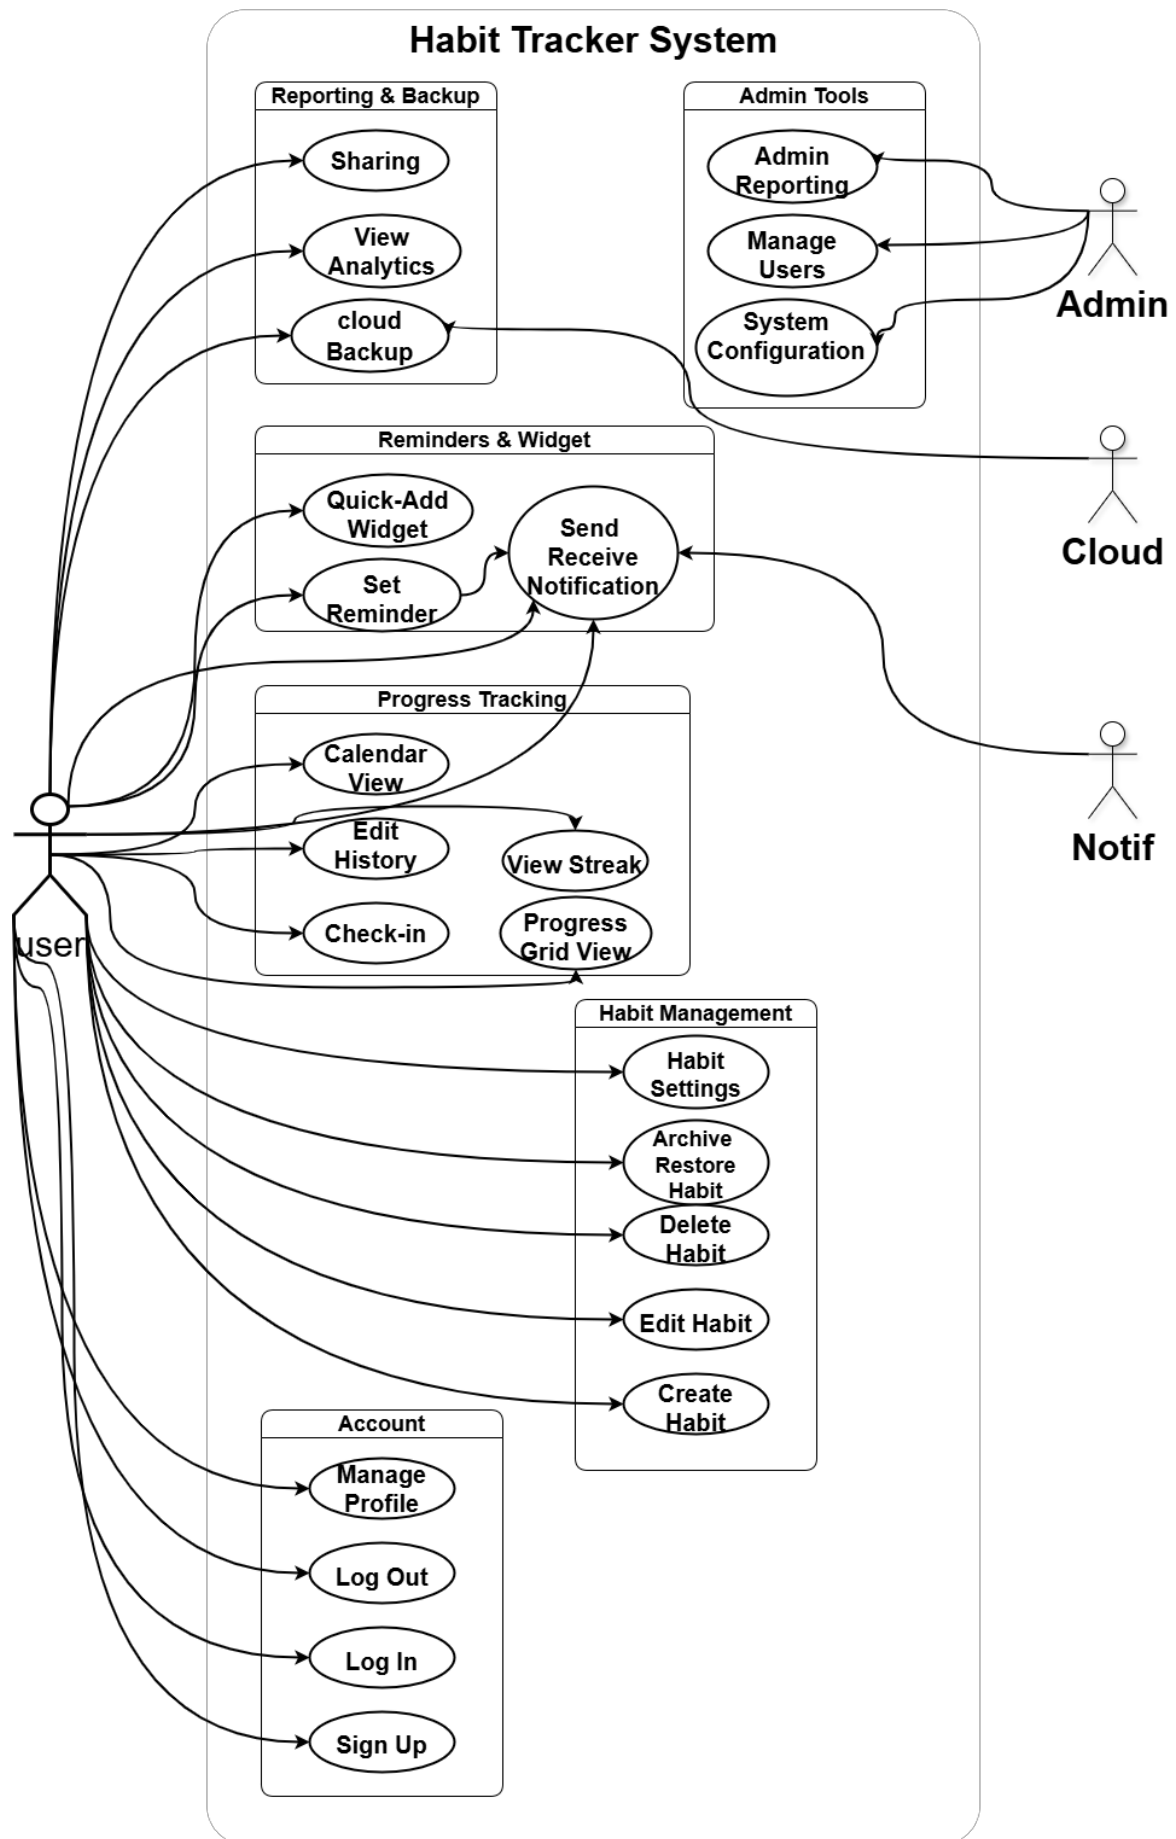 Habit Tracker System
Reporting & Backup
Sharing
View
Analytics
cloud
Backup
Admin Tools
Admin
Reporting
Manage
Users
System
Configuration
Admin
Cloud
Notif
Reminders & Widget
Quick-Add
Widget
Set
Reminder
Send
Receive
Notification
Progress Tracking
Calendar
View
Edit
History
Check-in
View Streak
Progress
Grid View
user
Habit Management
Habit
Settings
Archive
Restore
Habit
Delete
Habit
Edit Habit
Create
Habit
Account
Manage
Profile
Log Out
Log In
Sign Up